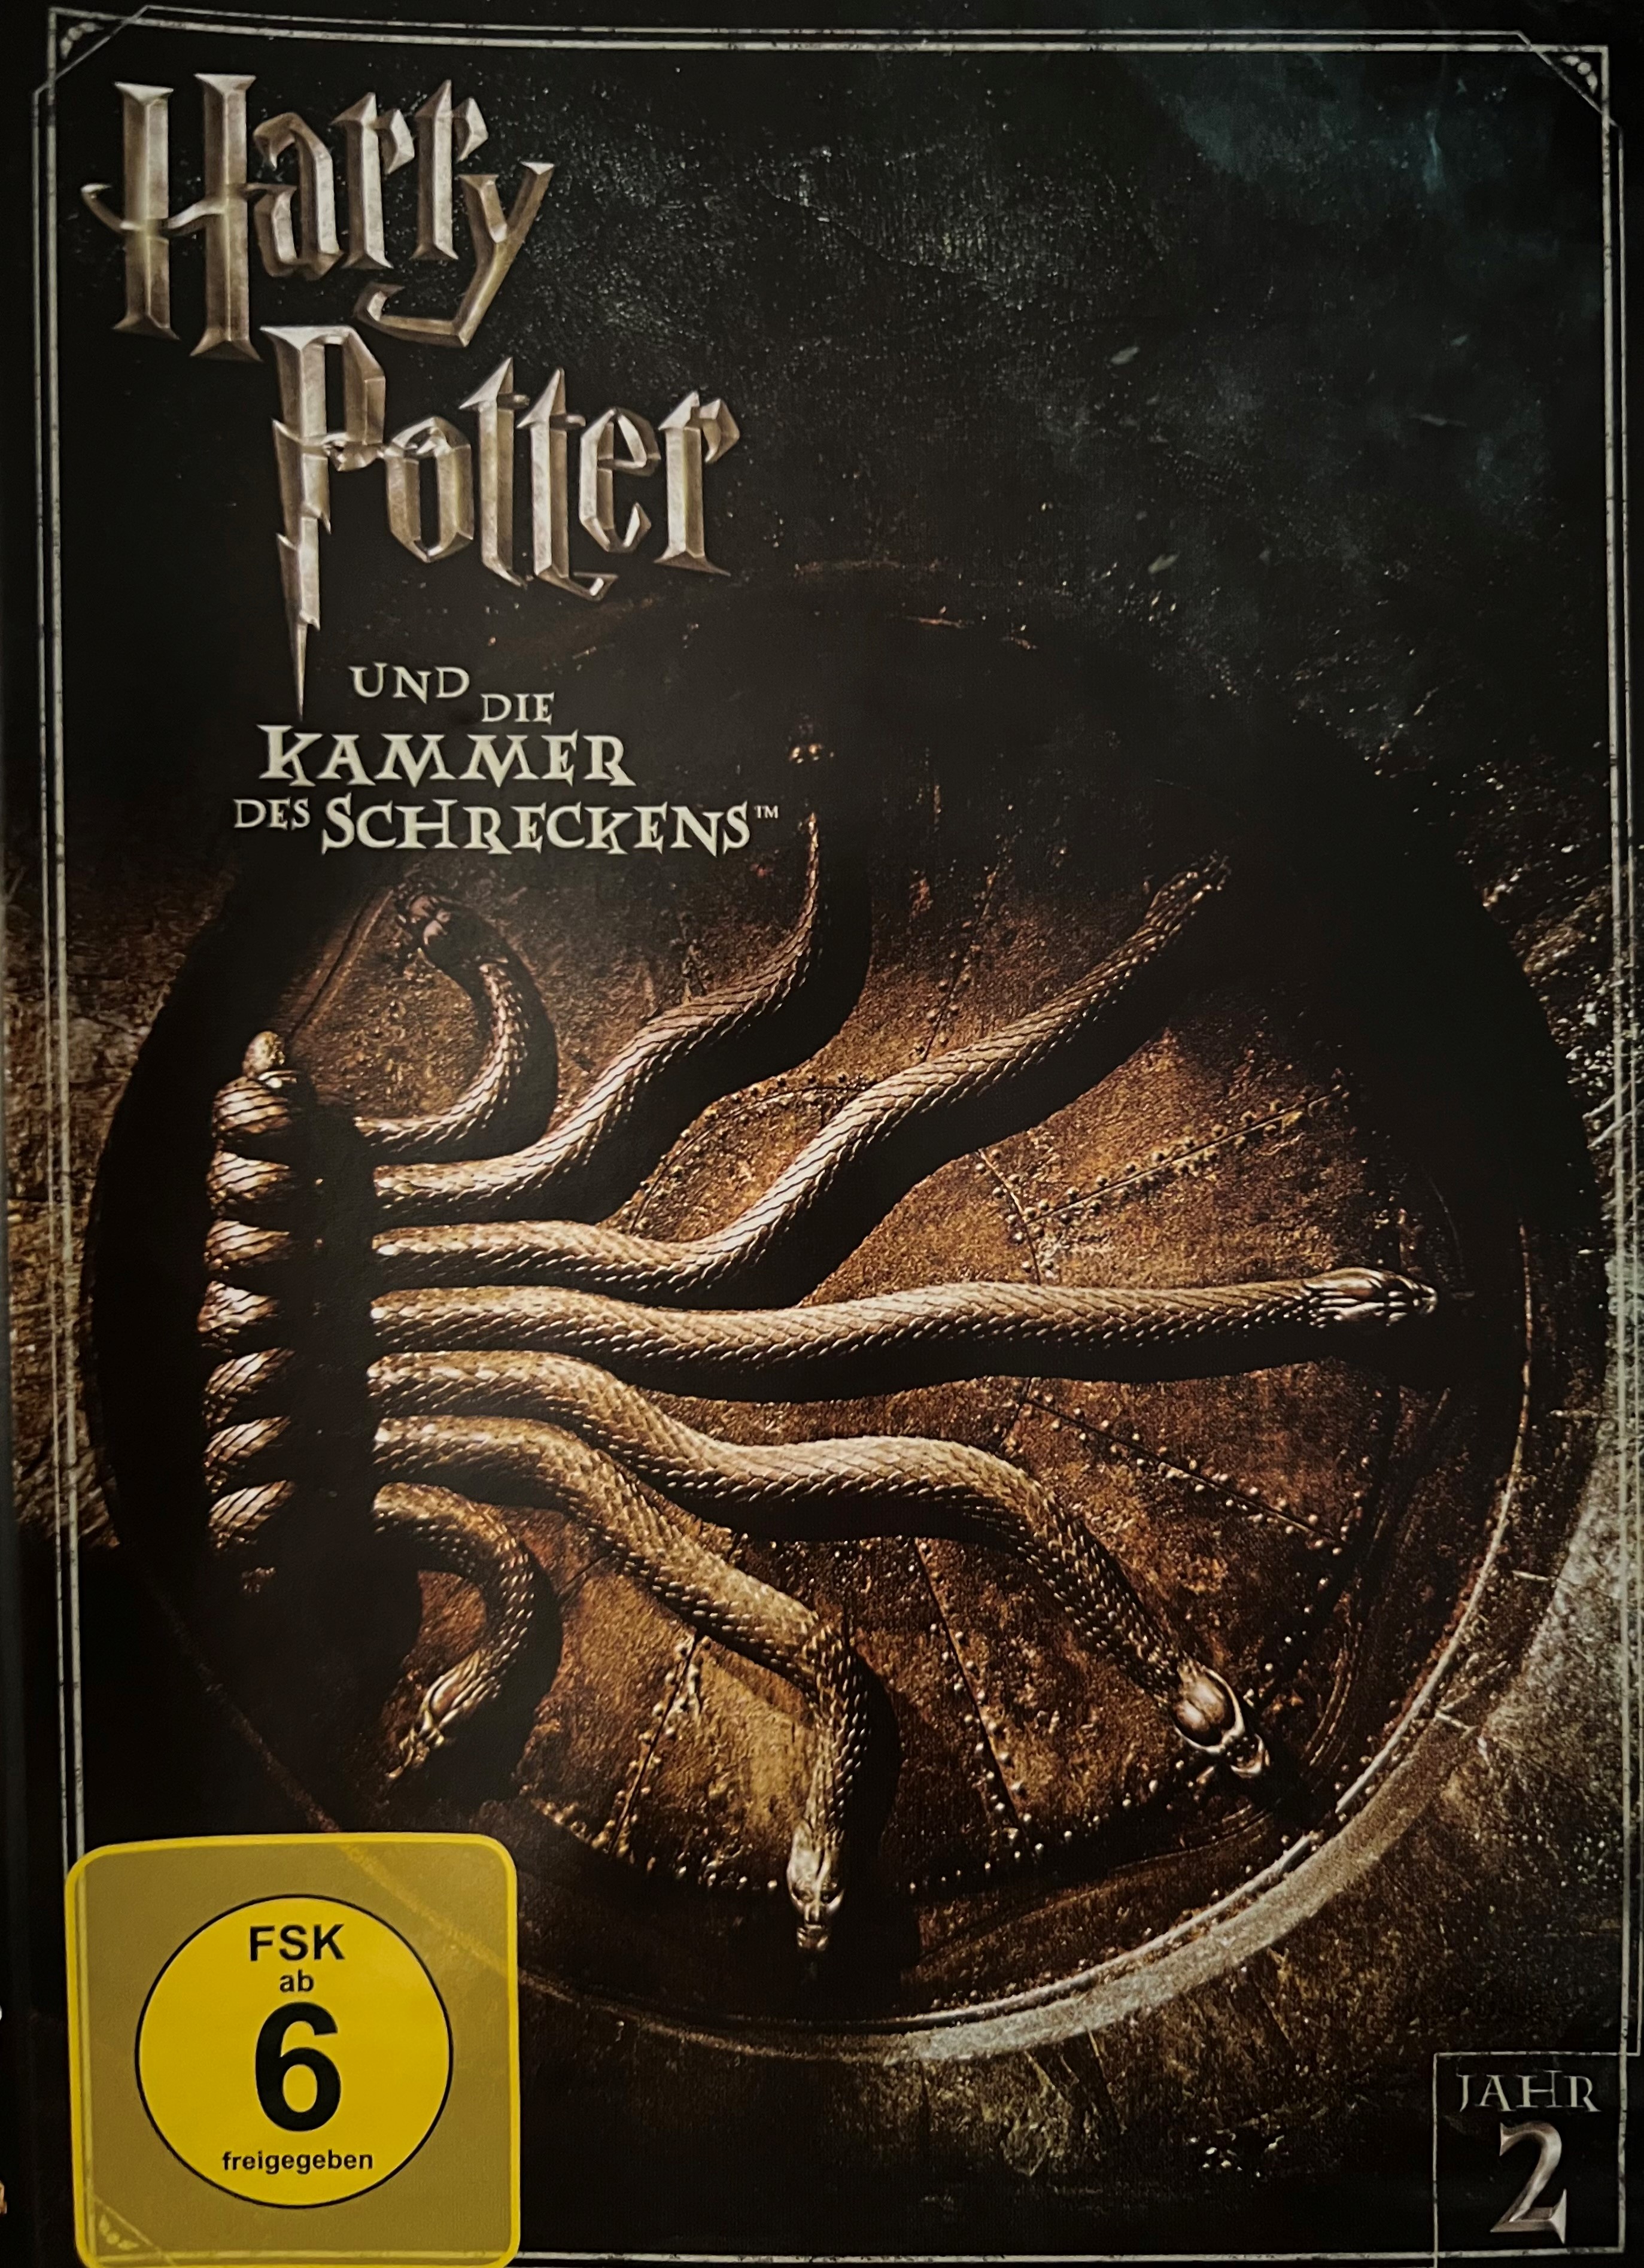 Harry
Potter
UND DIE
KAMMER
DES SCHRECKENS™
FSK
ab
6
freigegeben
JAHR
2